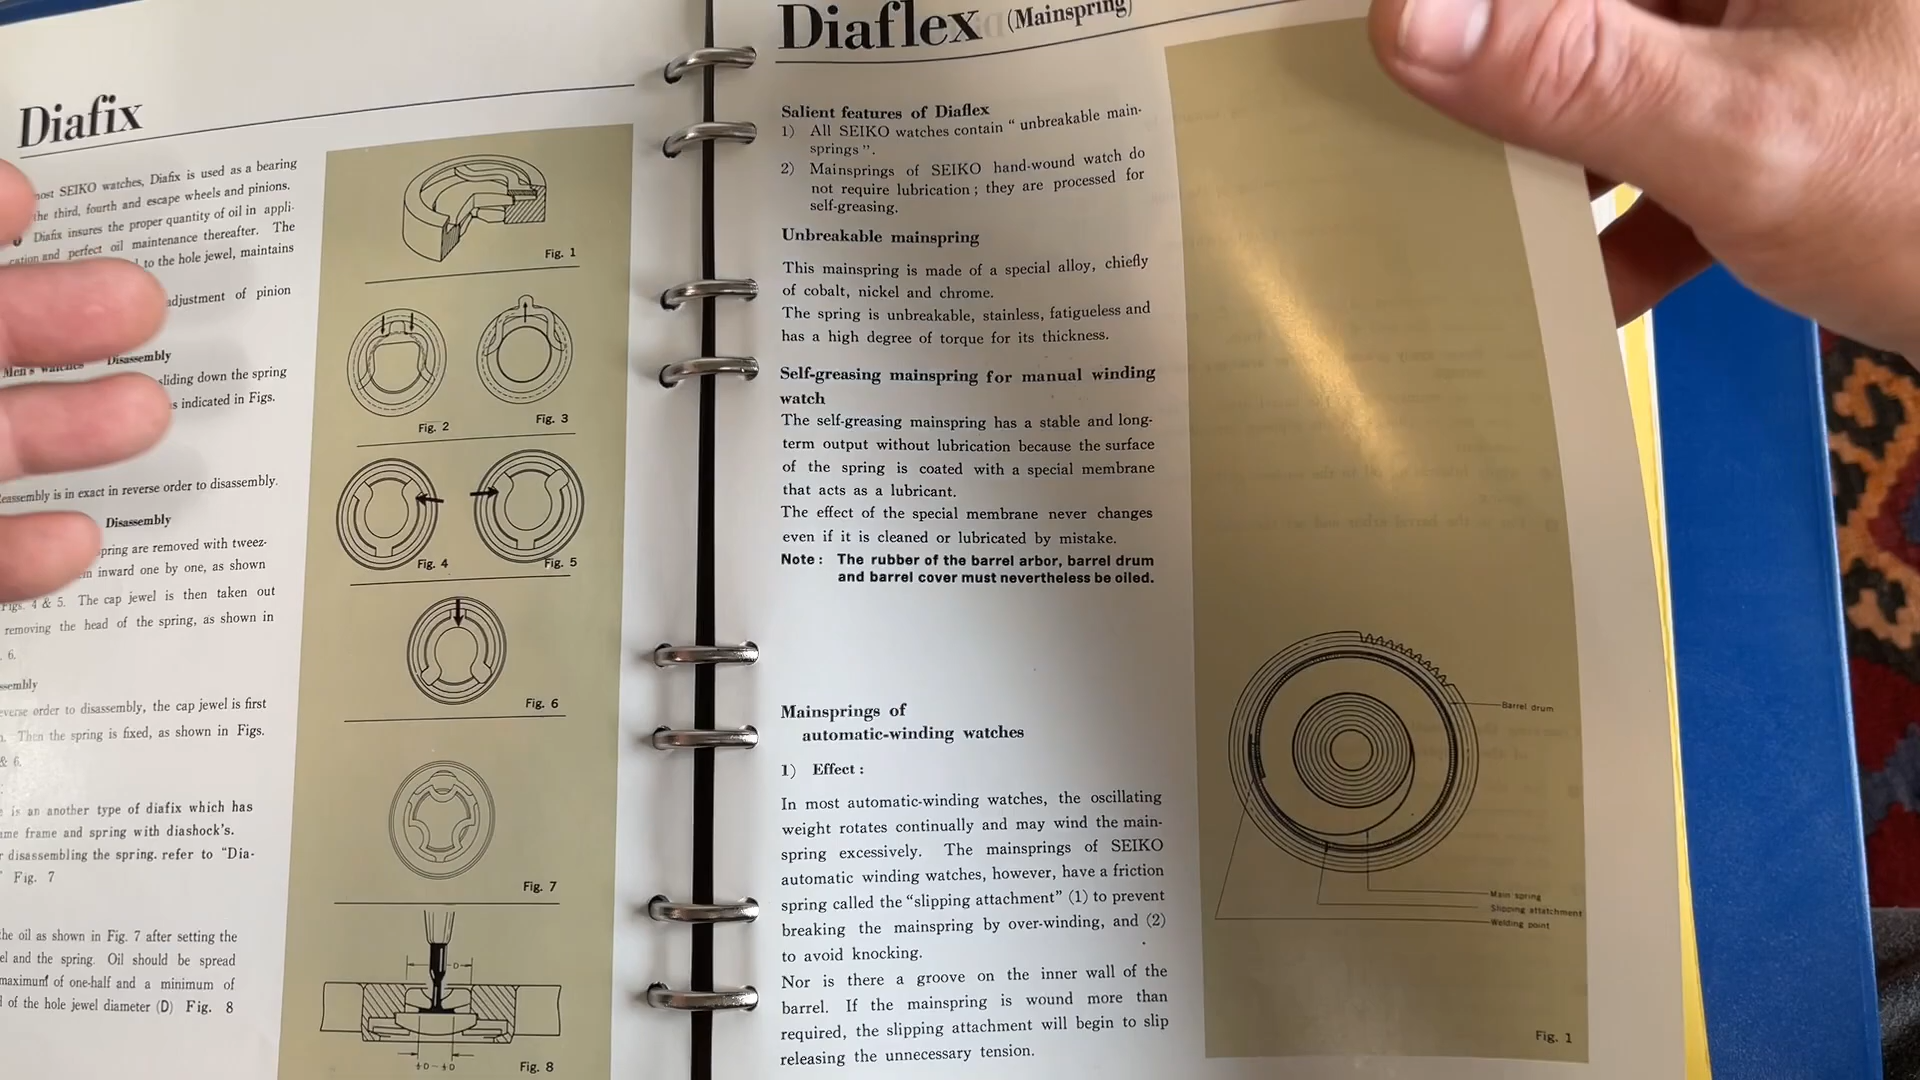 Diafix
most SEIKO watches, Diafix is used as a bearing
the third, fourth and escape wheels and pinions.
Diafix insures the proper quantity of oil in appli-
cation and perfect oil maintenance thereafter. The
to the hole jewel, maintains
adjustment of pinion
Men's watches Disassembly
sliding down the spring
as indicated in Figs.
Reassembly is in exact in reverse order to disassembly.
Disassembly
spring are removed with tweez-
inward one by one, as shown
Figs. 4 & 5. The cap jewel is then taken out
removing the head of the spring, as shown in
6.
everse order to disassembly, the cap jewel is first
Then the spring is fixed, as shown in Figs.
& 6.
is an another type of diafix which has
ame frame and spring with diashock's.
r disassembling the spring. refer to "Dia-
Fig. 7
the oil as shown in Fig. 7 after setting the
el and the spring. Oil should be spread
maximum of one-half and a minimum of
of the hole jewel diameter (D) Fig. 8
Fig. 1
Fig. 2
Fig. 3
Fig. 4
Fig. 5
Fig. 6
Fig. 7
D
Fig. 8
Diaflex (Mainspring)
Salient features of Diaflex
1) All SEIKO watches contain " unbreakable main-
springs ".
2) Mainsprings of SEIKO hand-wound watch do
not require lubrication ; they are processed for
self-greasing.
Unbreakable mainspring
This mainspring is made of a special alloy, chiefly
of cobalt, nickel and chrome.
The spring is unbreakable, stainless, fatigueless and
has a high degree of torque for its thickness.
Self-greasing mainspring for manual winding
watch
The self-greasing mainspring has a stable and long-
term output without lubrication because the surface
of the spring is coated with a special membrane
that acts as a lubricant.
The effect of the special membrane never changes
even if it is cleaned or lubricated by mistake.
Note : The rubber of the barrel arbor, barrel drum
and barrel cover must nevertheless be oiled.
Mainsprings of
automatic-winding watches
1) Effect :
In most automatic-winding watches, the oscillating
weight rotates continually and may wind the main-
spring excessively. The mainsprings of SEIKO
automatic winding watches, however, have a friction
spring called the "slipping attachment" (1) to prevent
breaking the mainspring by over-winding, and (2)
to avoid knocking.
Nor is there a groove on the inner wall of the
barrel. If the mainspring is wound more than
required, the slipping attachment will begin to slip
releasing the unnecessary tension.
Barrel drum
Main spring
Slipping attatchment
Welding point
Fig. 1